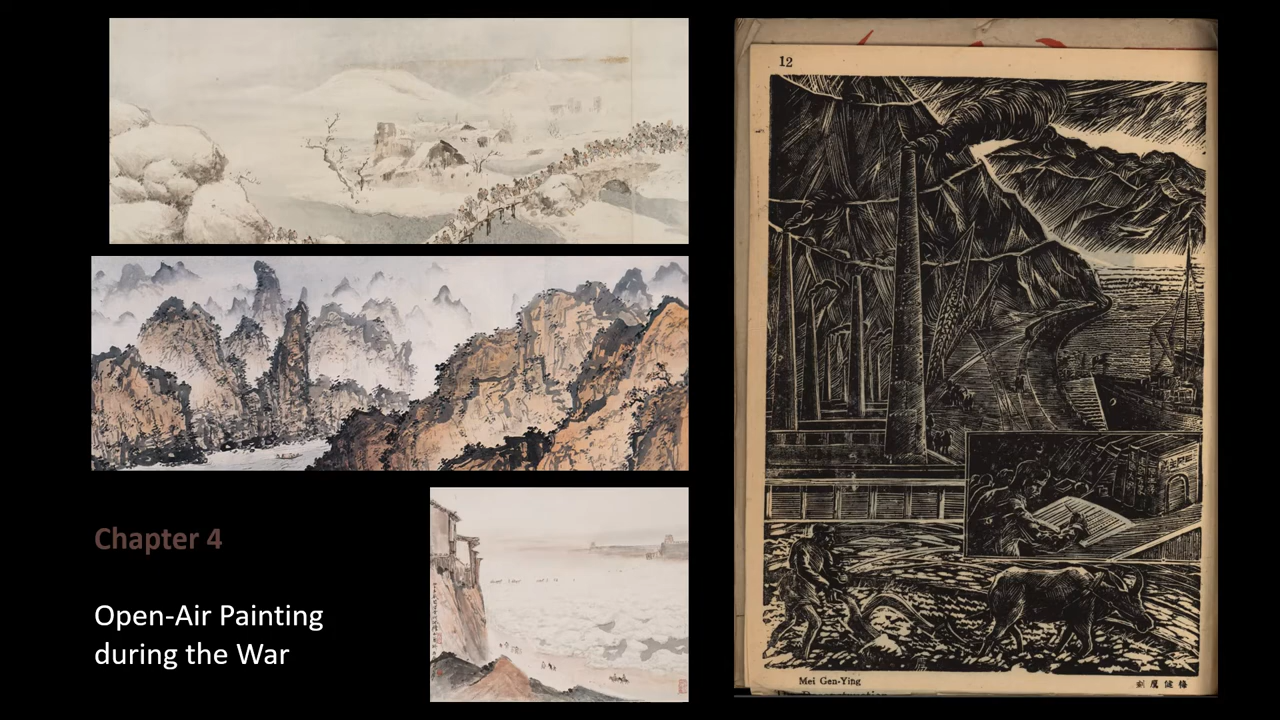 Chapter 4
Open-Air Painting
during the War
12
Mei Gen-Ying
梅健鷹刻